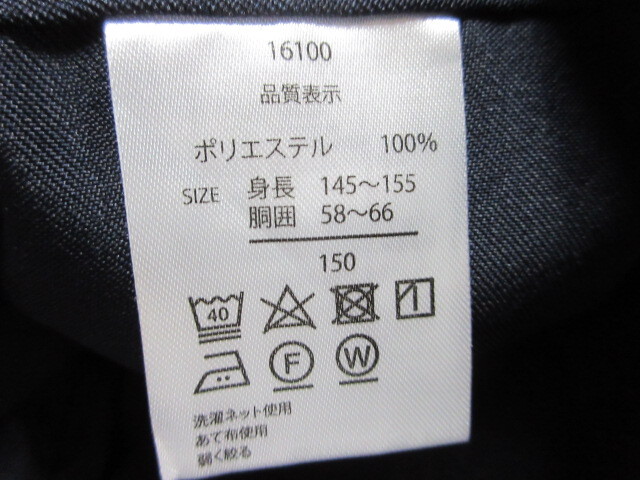 16100
品質表示
ポリエステル 100%
SIZE 身長 145～155
胴囲 58～66
150
40
F W
洗濯ネット使用
あて布使用
弱く絞る